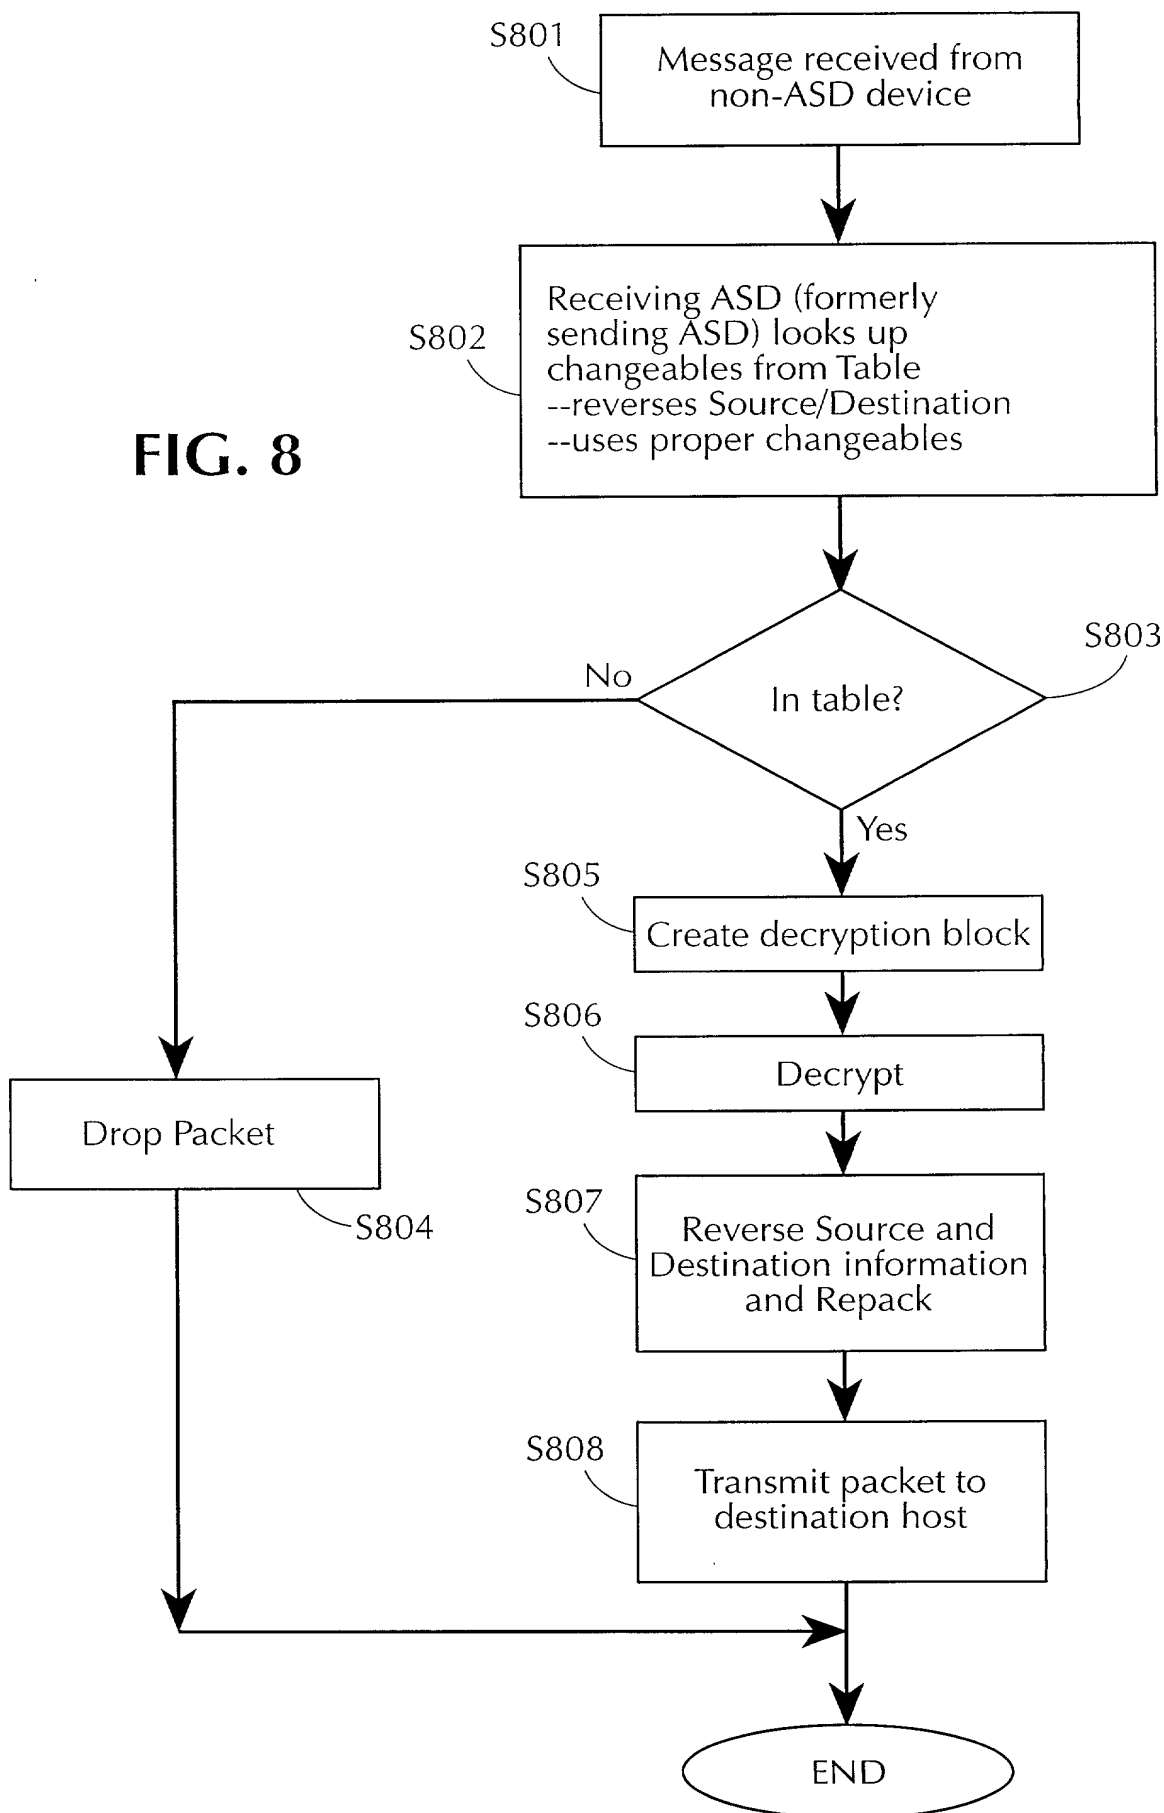 S801
Message received from
non-ASD device
S802
Receiving ASD (formerly
sending ASD) looks up
changeables from Table
--reverses Source/Destination
--uses proper changeables
FIG. 8
S803
No
In table?
Yes
S805
Create decryption block
S806
Decrypt
Drop Packet
S804
S807
Reverse Source and
Destination information
and Repack
S808
Transmit packet to
destination host
END